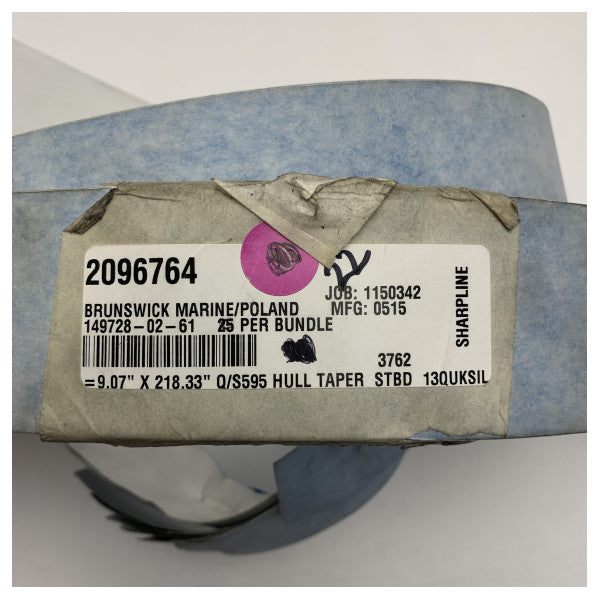 2096764
22
JOB: 1150342
BRUNSWICK MARINE/POLAND MFG: 0515
149728-02-61 25 PER BUNDLE
3762
=9.07" X 218.33" Q/S595 HULL TAPER STBD 13QUKSIL
SHARPLINE